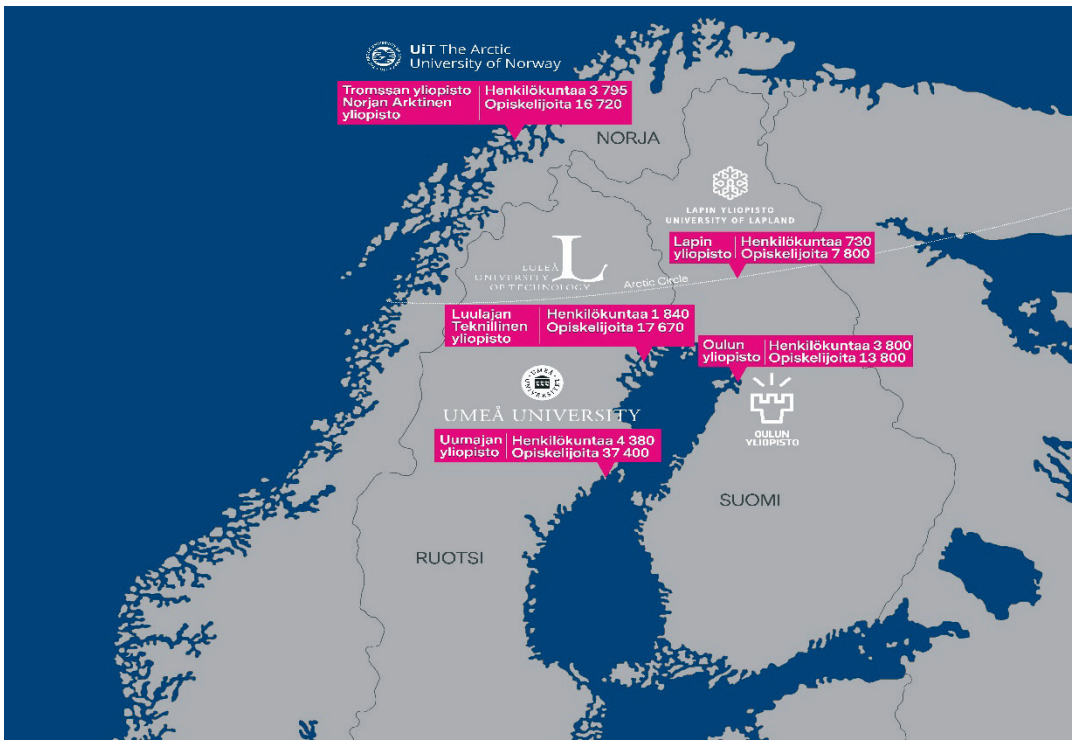 UiT The Arctic
University of Norway
Tromssan yliopisto
Norjan Arktinen
yliopisto
Henkilökuntaa 3 795
Opiskelijoita 16 720
NORJA
LAPIN YLIOPISTO
UNIVERSITY OF LAPLAND
Lapin
yliopisto
Henkilökuntaa 730
Opiskelijoita 7 800
LULEÅ
UNIVERSITY
OF TECHNOLOGY
L
Arctic Circle
Luulajan
Teknillinen
yliopisto
Henkilökuntaa 1 840
Opiskelijoita 17 670
Oulun
yliopisto
Henkilökuntaa 3 800
Opiskelijoita 13 800
UMEÅ UNIVERSITY
OULUN
YLIOPISTO
Uumajan
yliopisto
Henkilökuntaa 4 380
Opiskelijoita 37 400
SUOMI
RUOTSI